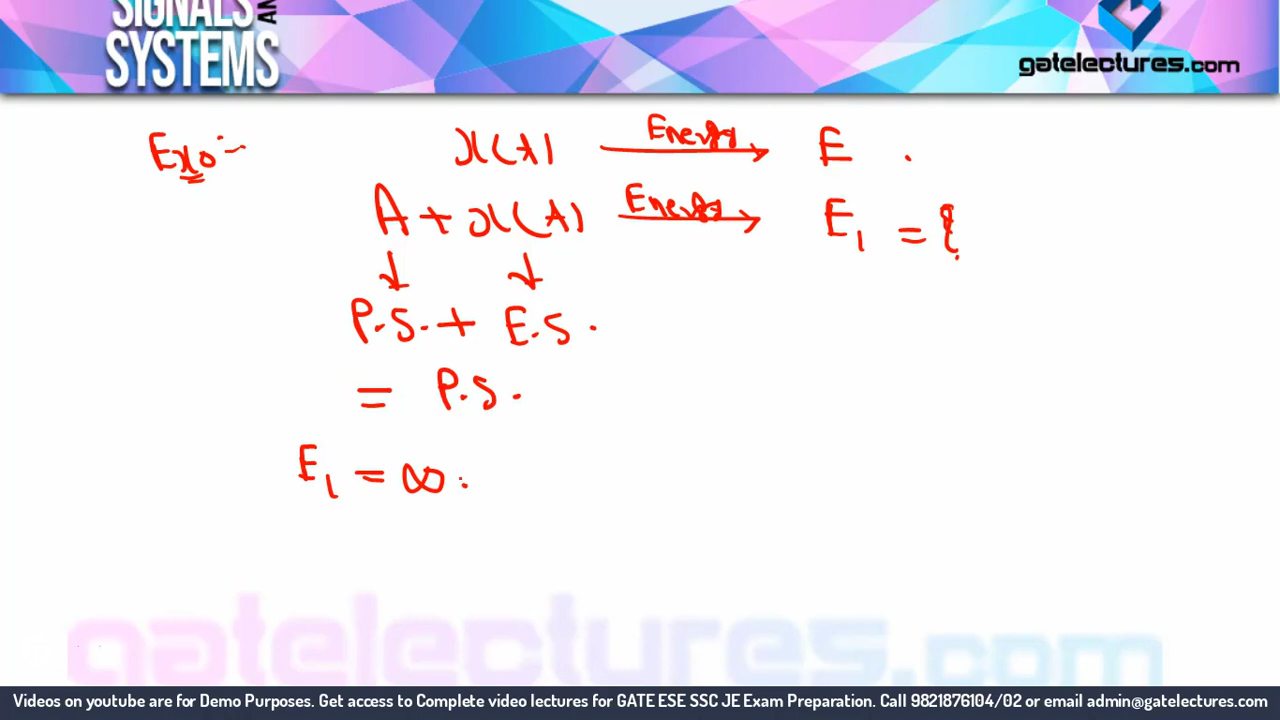 SIGNALS AND
SYSTEMS
gatelectures.com
Ex:- x(t) Energy → E .
A + x(t) Energy → E₁ = ?
↓ ↓
P.S. + E.S.
= P.S.
E₁ = ∞.
gatelectures.com
Videos on youtube are for Demo Purposes. Get access to Complete video lectures for GATE ESE SSC JE Exam Preparation. Call 9821876104/02 or email admin@gatelectures.com